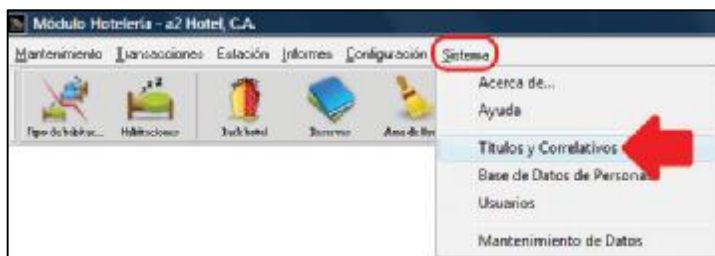 Módulo Hotelería - a2 Hotel, C.A.
Mantenimiento Transacciones Estación Informes Configuración Sistema
Habitaciones Reservas
Acerca de...
Ayuda
Títulos y Correlativos
Base de Datos de Persona
Usuarios
Mantenimiento de Datos